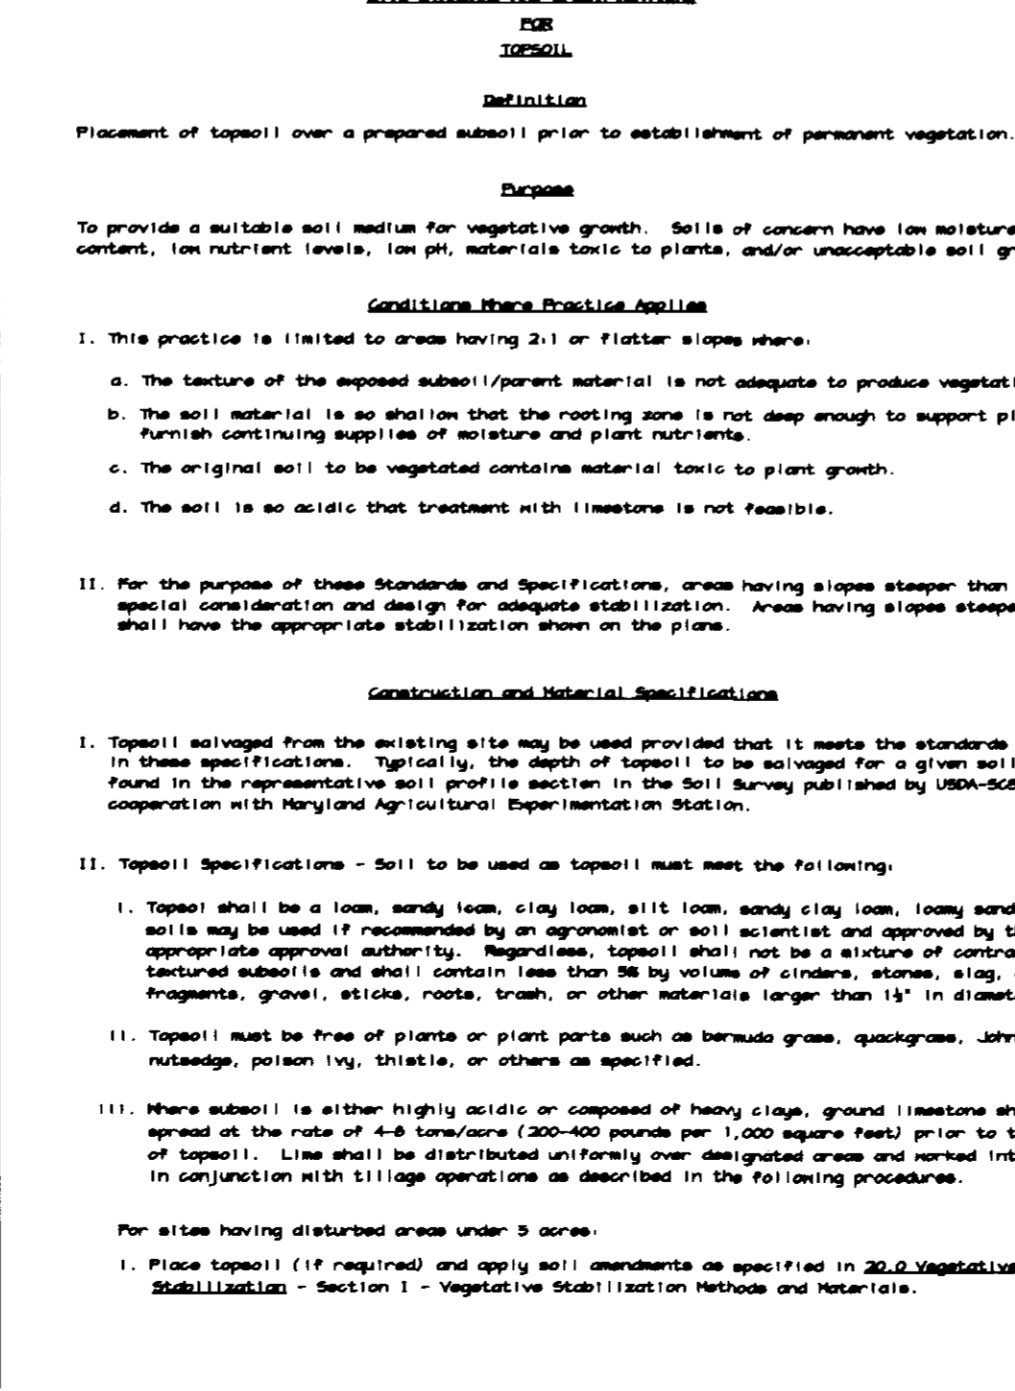 FOR
TOPSOIL
Definition
Placement of topsoil over a prepared subsoil prior to establishment of permanent vegetation.
Purpose
To provide a suitable soil medium for vegetative growth. Soils of concern have low moisture
content, low nutrient levels, low pH, materials toxic to plants, and/or unacceptable soil gr
Conditions Where Practice Applies
I. This practice is limited to areas having 2:1 or flatter slopes where:
a. The texture of the exposed subsoil/parent material is not adequate to produce vegetati
b. The soil material is so shallow that the rooting zone is not deep enough to support pl
furnish continuing supplies of moisture and plant nutrients.
c. The original soil to be vegetated contains material toxic to plant growth.
d. The soil is so acidic that treatment with limestone is not feasible.
II. For the purpose of these Standards and Specifications, areas having slopes steeper than
special consideration and design for adequate stabilization. Areas having slopes steepe
shall have the appropriate stabilization shown on the plans.
Construction and Material Specifications
I. Topsoil salvaged from the existing site may be used provided that it meets the standards
in these specifications. Typically, the depth of topsoil to be salvaged for a given soil
found in the representative soil profile section in the Soil Survey published by USDA-SCS
cooperation with Maryland Agricultural Experimentation Station.
II. Topsoil Specifications - Soil to be used as topsoil must meet the following:
i. Topsoi shall be a loam, sandy loam, clay loam, silt loam, sandy clay loam, loamy sand
soils may be used if recommended by an agronomist or soil scientist and approved by th
appropriate approval authority. Regardless, topsoil shall not be a mixture of contra
textured subsoils and shall contain less than 5% by volume of cinders, stones, slag,
fragments, gravel, sticks, roots, trash, or other materials larger than 1½" in diamet
ii. Topsoil must be free of plants or plant parts such as bermuda grass, quackgrass, John
nutsedge, poison ivy, thistle, or others as specified.
iii. Where subsoil is either highly acidic or composed of heavy clays, ground limestone sh
spread at the rate of 4-8 tons/acre (200-400 pounds per 1,000 square feet) prior to t
of topsoil. Lime shall be distributed uniformly over designated areas and worked int
in conjunction with tillage operations as described in the following procedures.
For sites having disturbed areas under 5 acres:
i. Place topsoil (if required) and apply soil amendments as specified in 20.0 Vegetative
Stabilization - Section I - Vegetative Stabilization Methods and Materials.